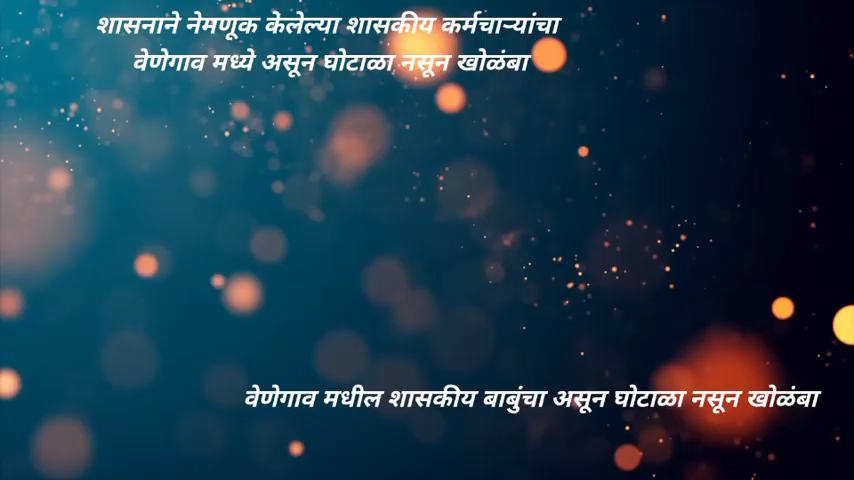 शासनाने नेमणूक केलेल्या शासकीय कर्मचाऱ्यांचा
वेणेगाव मध्ये असून घोटाळा नसून खोळंबा
वेणेगाव मधील शासकीय बाबुंचा असून घोटाळा नसून खोळंबा